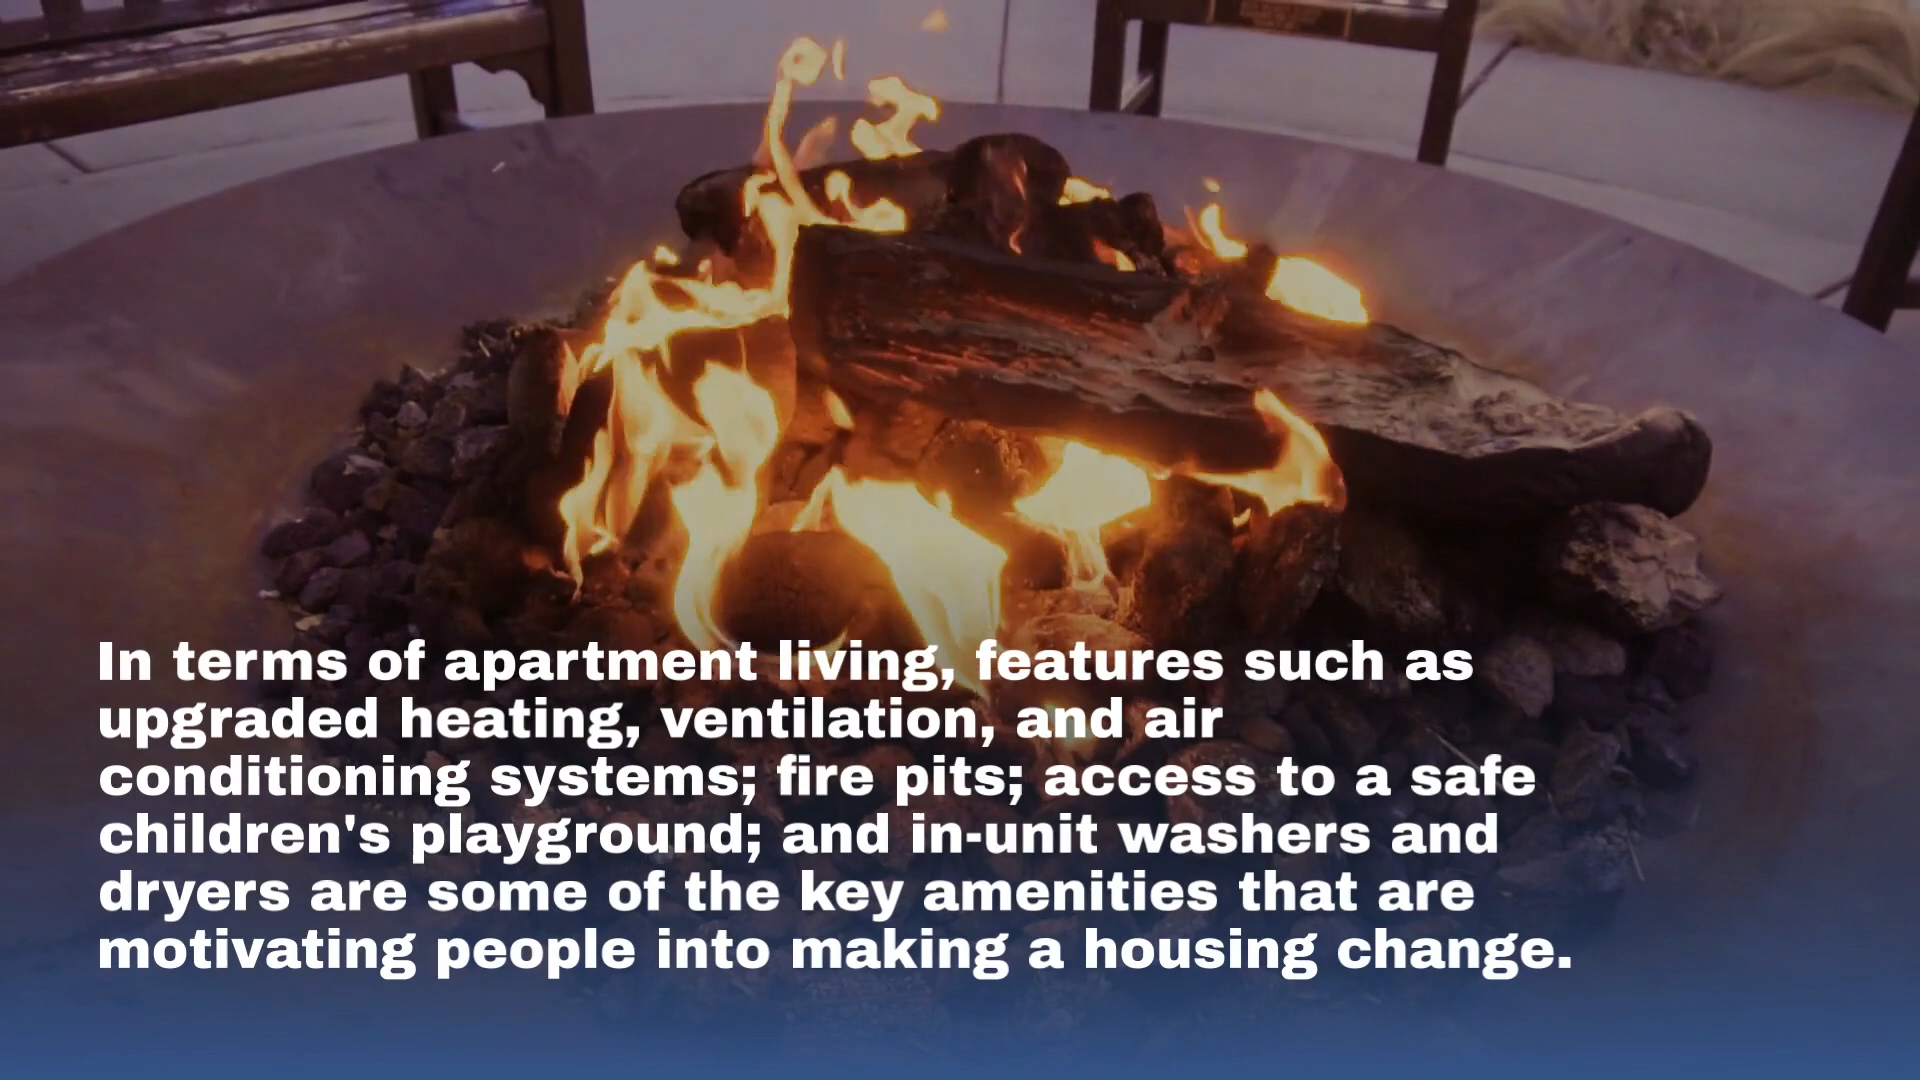 In terms of apartment living, features such as
upgraded heating, ventilation, and air
conditioning systems; fire pits; access to a safe
children's playground; and in-unit washers and
dryers are some of the key amenities that are
motivating people into making a housing change.